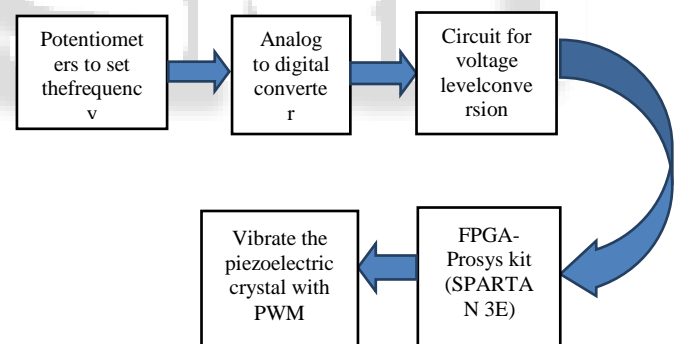 Potentiomet
ers to set
thefrequenc
y
Analog
to digital
converte
r
Circuit for
voltage
levelconve
rsion
FPGA-
Prosys kit
(SPARTA
N 3E)
Vibrate the
piezoelectric
crystal with
PWM